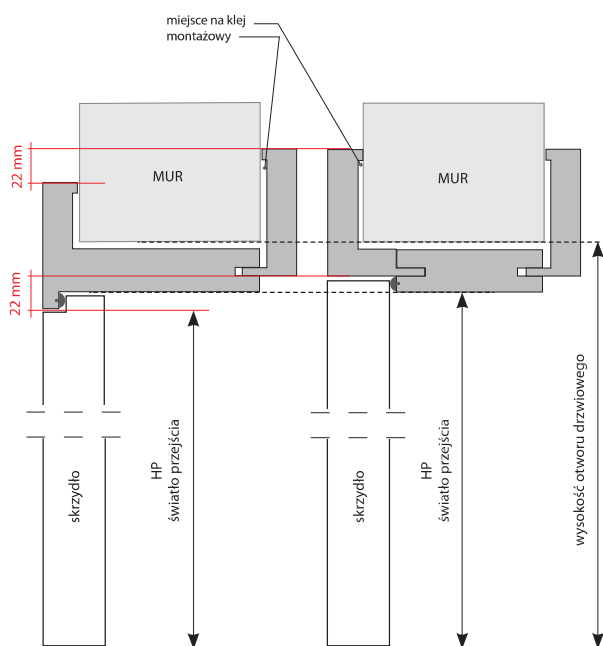 miejsce na klej
montażowy
22 mm
MUR
MUR
22 mm
skrzydło
HP
światło przejścia
skrzydło
HP
światło przejścia
wysokość otworu drzwiowego